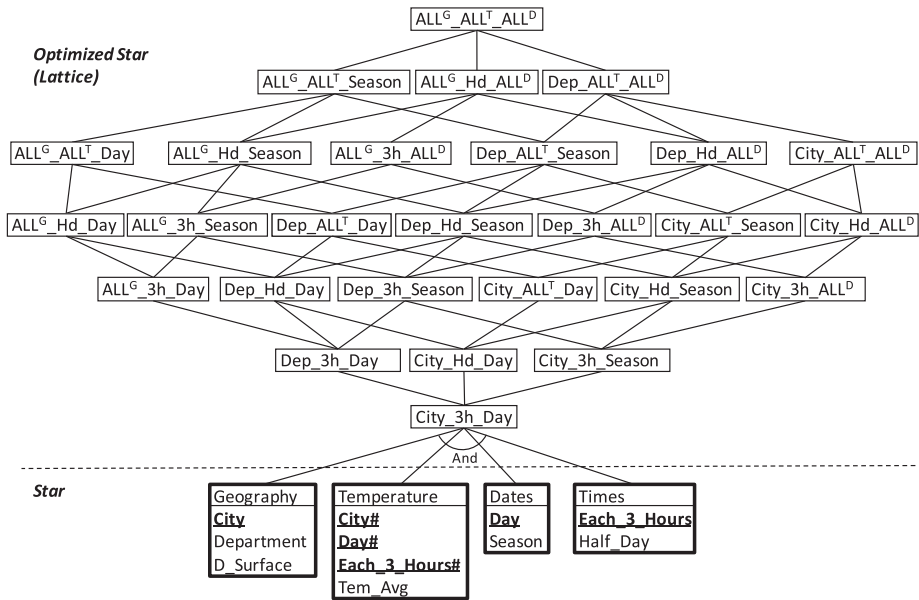 ALLᴳ_ALLᵀ_ALLᴰ
Optimized Star
(Lattice)
ALLᴳ_ALLᵀ_Season ALLᴳ_Hd_ALLᴰ Dep_ALLᵀ_ALLᴰ
ALLᴳ_ALLᵀ_Day ALLᴳ_Hd_Season ALLᴳ_3h_ALLᴰ Dep_ALLᵀ_Season Dep_Hd_ALLᴰ City_ALLᵀ_ALLᴰ
ALLᴳ_Hd_Day ALLᴳ_3h_Season Dep_ALLᵀ_Day Dep_Hd_Season Dep_3h_ALLᴰ City_ALLᵀ_Season City_Hd_ALLᴰ
ALLᴳ_3h_Day Dep_Hd_Day Dep_3h_Season City_ALLᵀ_Day City_Hd_Season City_3h_ALLᴰ
Dep_3h_Day City_Hd_Day City_3h_Season
City_3h_Day
And
Star
Geography Temperature Dates Times
City City# Day Each_3_Hours
Department Day# Season Half_Day
D_Surface Each_3_Hours#
Tem_Avg